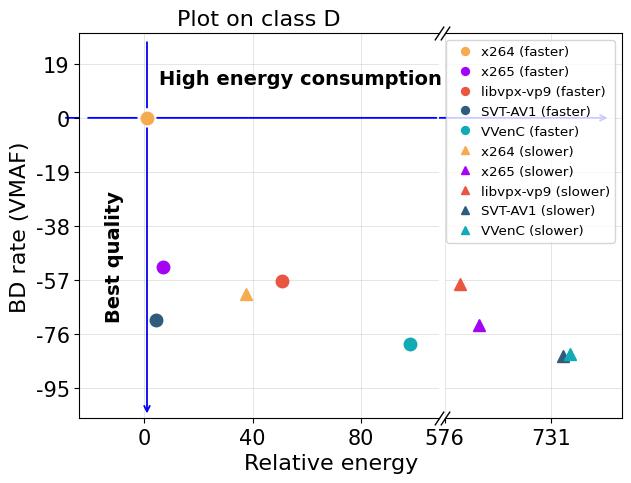 Plot on class D
BD rate (VMAF)
19
0
-19
-38
-57
-76
-95
High energy consumption
Best quality
x264 (faster)
x265 (faster)
libvpx-vp9 (faster)
SVT-AV1 (faster)
VVenC (faster)
x264 (slower)
x265 (slower)
libvpx-vp9 (slower)
SVT-AV1 (slower)
VVenC (slower)
0 40 80 576 731
Relative energy